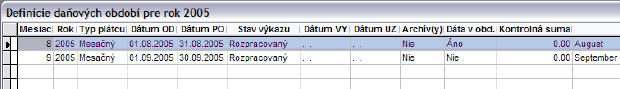 Definície daňových období pre rok 2005
Mesiac Rok Typ plátcu Dátum OD Dátum PO Stav výkazu Dátum VY Dátum UZ Archív(y) Dáta v obd. Kontrolná suma
8 2005 Mesačný 01.08.2005 31.08.2005 Rozpracovaný . . . . Nie Áno 0.00 August
9 2005 Mesačný 01.09.2005 30.09.2005 Rozpracovaný . . . . Nie Nie 0.00 September